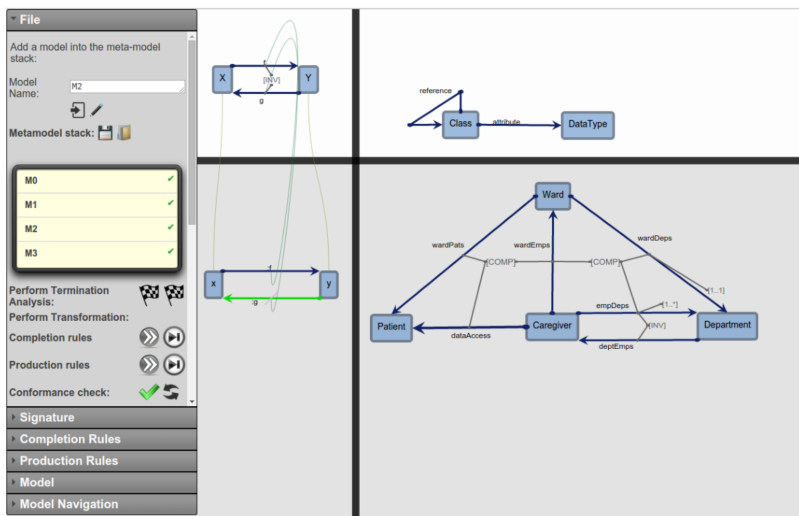 File
Add a model into the meta-model
stack:
Model
Name:
M2
Metamodel stack:
M0
M1
M2
M3
Perform Termination
Analysis:
Perform Transformation:
Completion rules
Production rules
Conformance check:
Signature
Completion Rules
Production Rules
Model
Model Navigation
f
X
[INV]
Y
g
:f
x
y
:g
reference
Class
attribute
DataType
Ward
wardPats
wardEmps
wardDeps
[COMP]
[COMP]
[1..1]
empDeps
[1..*]
Patient
Caregiver
[INV]
Department
dataAccess
deptEmps